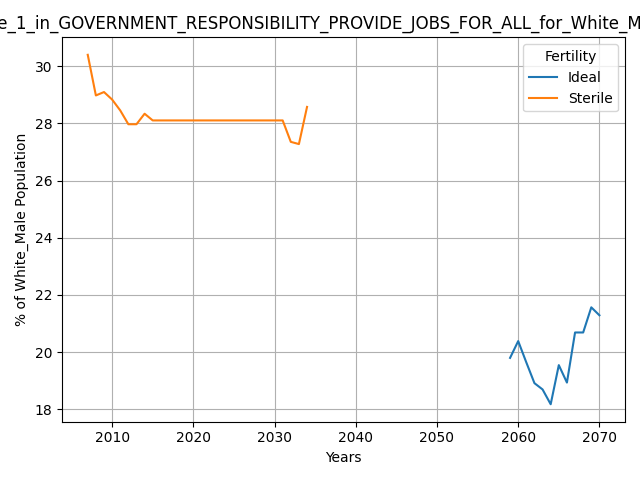 e_1_in_GOVERNMENT_RESPONSIBILITY_PROVIDE_JOBS_FOR_ALL_for_White_M
Fertility
Ideal
Sterile
% of White_Male Population
30
28
26
24
22
20
18
2010 2020 2030 2040 2050 2060 2070
Years